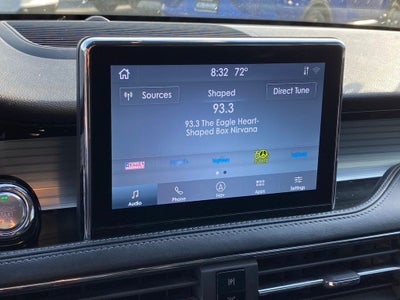 8:32 72°
Sources
Shaped
Direct Tune
93.3
93.3 The Eagle Heart-
Shaped Box Nirvana
Audio
Phone
Nav
Apps
Settings
P